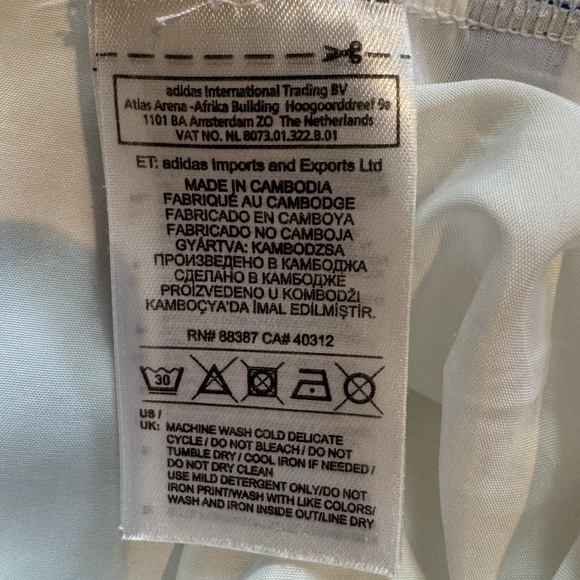 adidas International Trading BV
Atlas Arena -Afrika Building Hoogoorddreef 9a
1101 BA Amsterdam ZO The Netherlands
VAT NO. NL 8073.01.322.B.01
ET: adidas Imports and Exports Ltd
MADE IN CAMBODIA
FABRIQUÉ AU CAMBODGE
FABRICADO EN CAMBOYA
FABRICADO NO CAMBOJA
GYÁRTVA: KAMBODZSA
ПРОИЗВЕДЕНО В КАМБОДЖА
СДЕЛАНО В КАМБОДЖЕ
PROIZVEDENO U KOMBODŽI
KAMBOÇYA'DA İMAL EDİLMİŞTİR.
RN# 88387 CA# 40312
30
US /
UK: MACHINE WASH COLD DELICATE
CYCLE / DO NOT BLEACH / DO NOT
TUMBLE DRY / COOL IRON IF NEEDED /
DO NOT DRY CLEAN
USE MILD DETERGENT ONLY/DO NOT
IRON PRINT/WASH WITH LIKE COLORS/
WASH AND IRON INSIDE OUT/LINE DRY